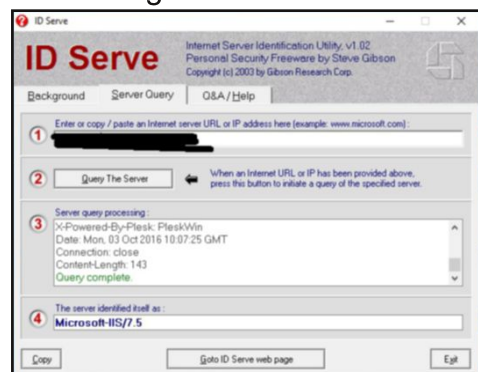 ID Serve
ID Serve
Internet Server Identification Utility, v1.02
Personal Security Freeware by Steve Gibson
Copyright (c) 2003 by Gibson Research Corp.
Background
Server Query
Q&A/Help
1
Enter or copy / paste an Internet server URL or IP address here (example: www.microsoft.com) :
2
Query The Server
When an Internet URL or IP has been provided above,
press this button to initiate a query of the specified server.
3
Server query processing :
X-Powered-By-Plesk: PleskWin
Date: Mon, 03 Oct 2016 10:07:25 GMT
Connection: close
Content-Length: 143
Query complete.
4
The server identified itself as :
Microsoft-IIS/7.5
Copy
Goto ID Serve web page
Exit